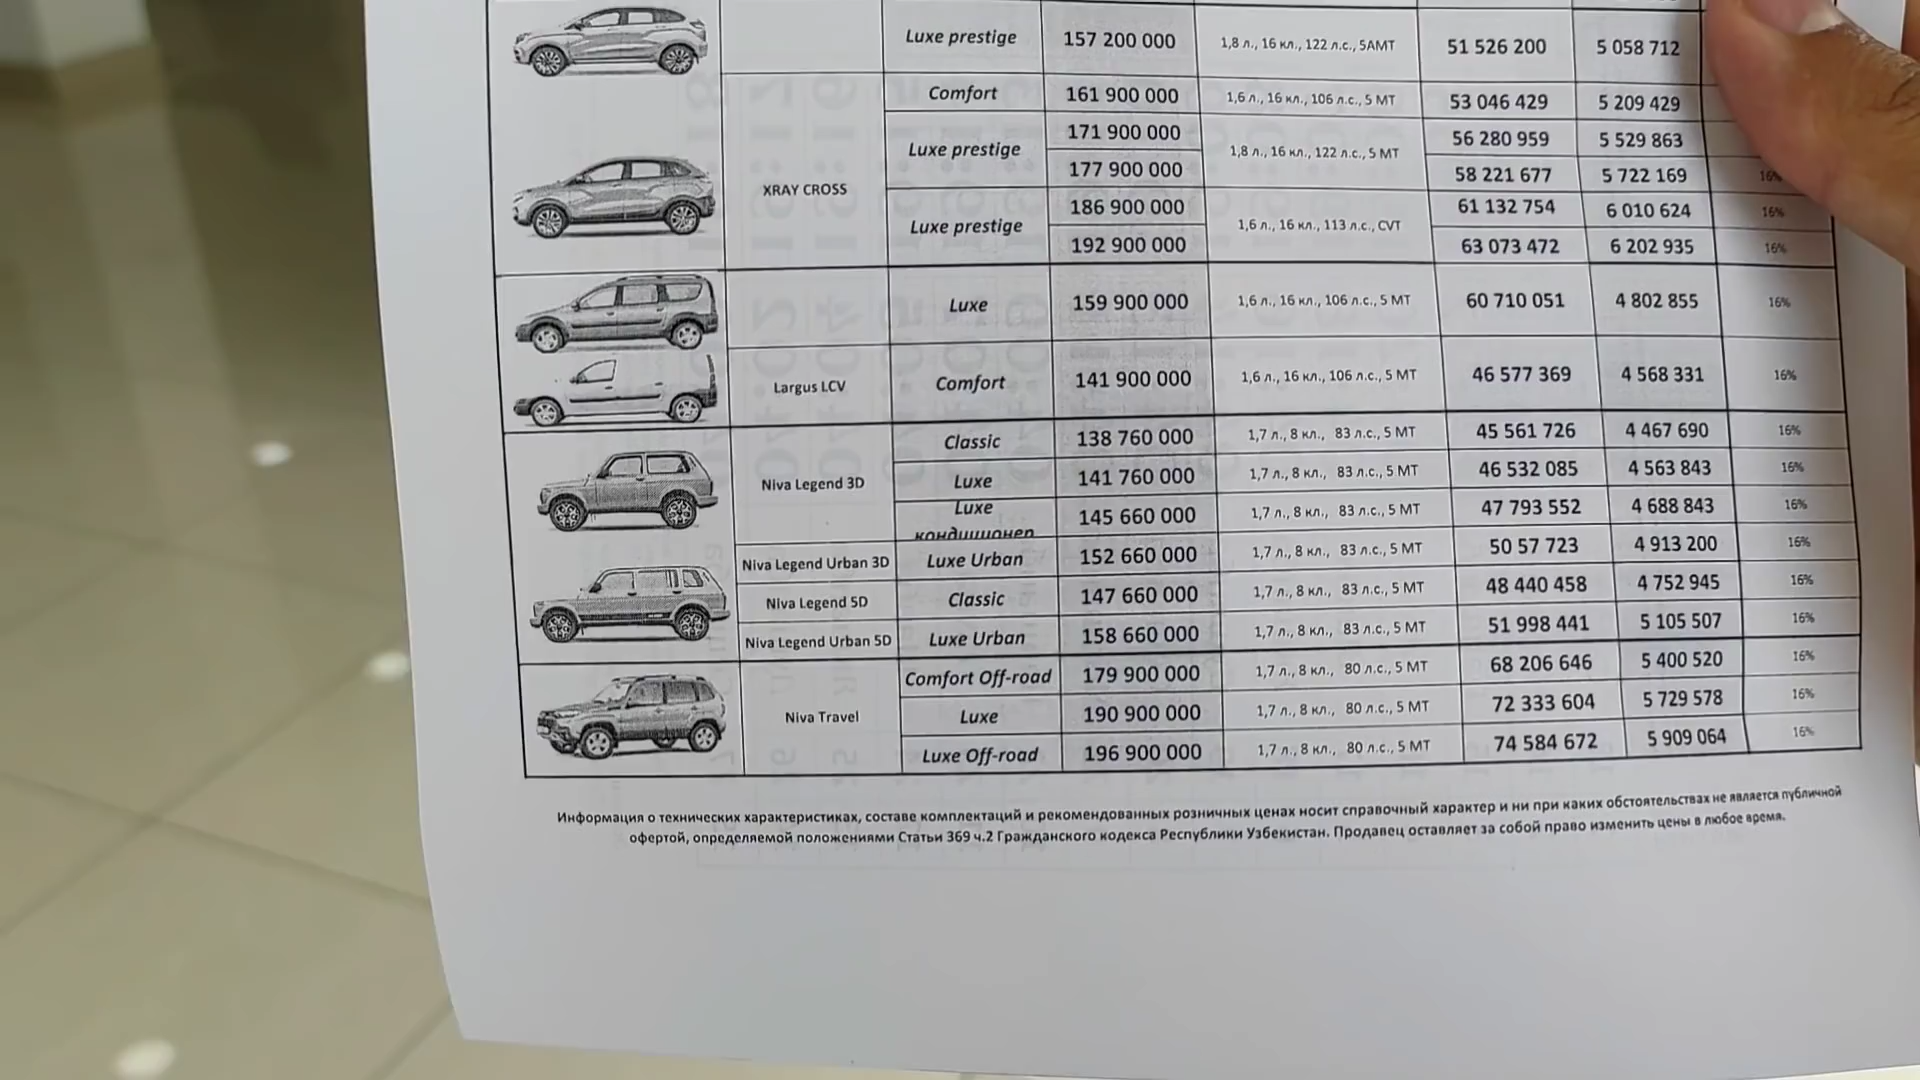 Luxe prestige 157 200 000 1,8 л., 16 кл., 122 л.с., 5АМТ 51 526 200 5 058 712
Comfort 161 900 000 1,6 л., 16 кл., 106 л.с., 5 МТ 53 046 429 5 209 429
XRAY CROSS
Luxe prestige 171 900 000 1,8 л., 16 кл., 122 л.с., 5 МТ 56 280 959 5 529 863
177 900 000 58 221 677 5 722 169 16%
Luxe prestige 186 900 000 1,6 л., 16 кл., 113 л.с., CVT 61 132 754 6 010 624 16%
192 900 000 63 073 472 6 202 935 16%
Luxe 159 900 000 1,6 л., 16 кл., 106 л.с., 5 МТ 60 710 051 4 802 855 16%
Largus LCV Comfort 141 900 000 1,6 л., 16 кл., 106 л.с., 5 МТ 46 577 369 4 568 331 16%
Niva Legend 3D
Classic 138 760 000 1,7 л., 8 кл., 83 л.с., 5 МТ 45 561 726 4 467 690 16%
Luxe 141 760 000 1,7 л., 8 кл., 83 л.с., 5 МТ 46 532 085 4 563 843 16%
Luxe
кондиционер 145 660 000 1,7 л., 8 кл., 83 л.с., 5 МТ 47 793 552 4 688 843 16%
Niva Legend Urban 3D Luxe Urban 152 660 000 1,7 л., 8 кл., 83 л.с., 5 МТ 50 57 723 4 913 200 16%
Niva Legend 5D Classic 147 660 000 1,7 л., 8 кл., 83 л.с., 5 МТ 48 440 458 4 752 945 16%
Niva Legend Urban 5D Luxe Urban 158 660 000 1,7 л., 8 кл., 83 л.с., 5 МТ 51 998 441 5 105 507 16%
Niva Travel
Comfort Off-road 179 900 000 1,7 л., 8 кл., 80 л.с., 5 МТ 68 206 646 5 400 520 16%
Luxe 190 900 000 1,7 л., 8 кл., 80 л.с., 5 МТ 72 333 604 5 729 578 16%
Luxe Off-road 196 900 000 1,7 л., 8 кл., 80 л.с., 5 МТ 74 584 672 5 909 064 16%
Информация о технических характеристиках, составе комплектаций и рекомендованных розничных ценах носит справочный характер и ни при каких обстоятельствах не является публичной
офертой, определяемой положениями Статьи 369 ч.2 Гражданского кодекса Республики Узбекистан. Продавец оставляет за собой право изменить цены в любое время.